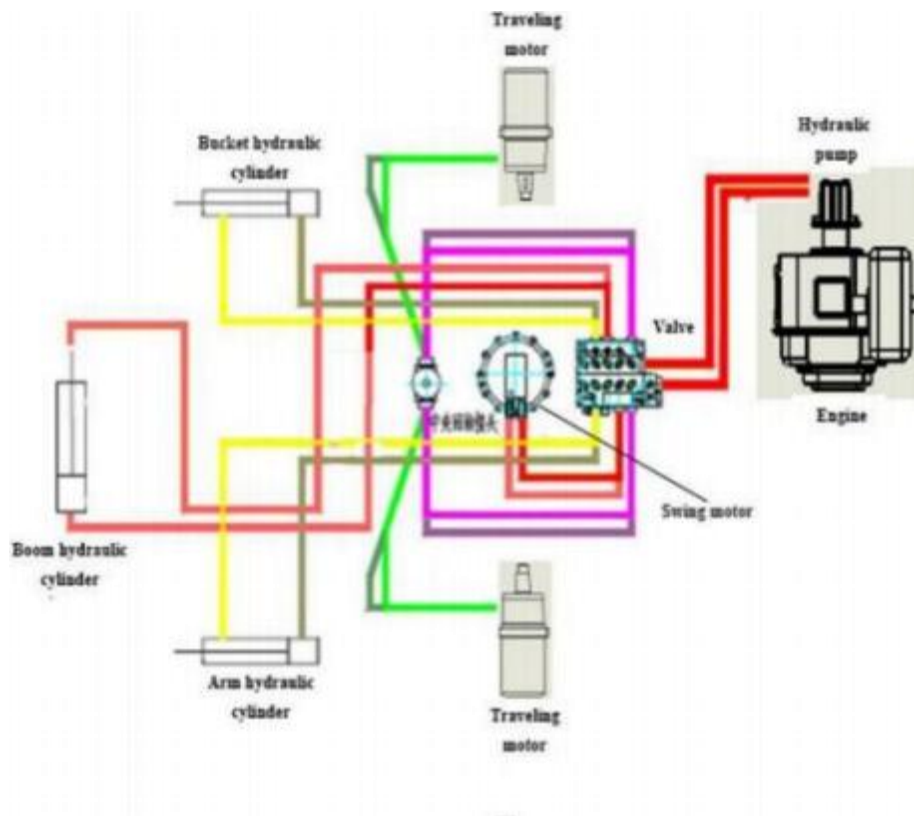 Traveling
motor
Hydraulic
pump
Bucket hydraulic
cylinder
Valve
Engine
Swing motor
Boom hydraulic
cylinder
Arm hydraulic
cylinder
Traveling
motor